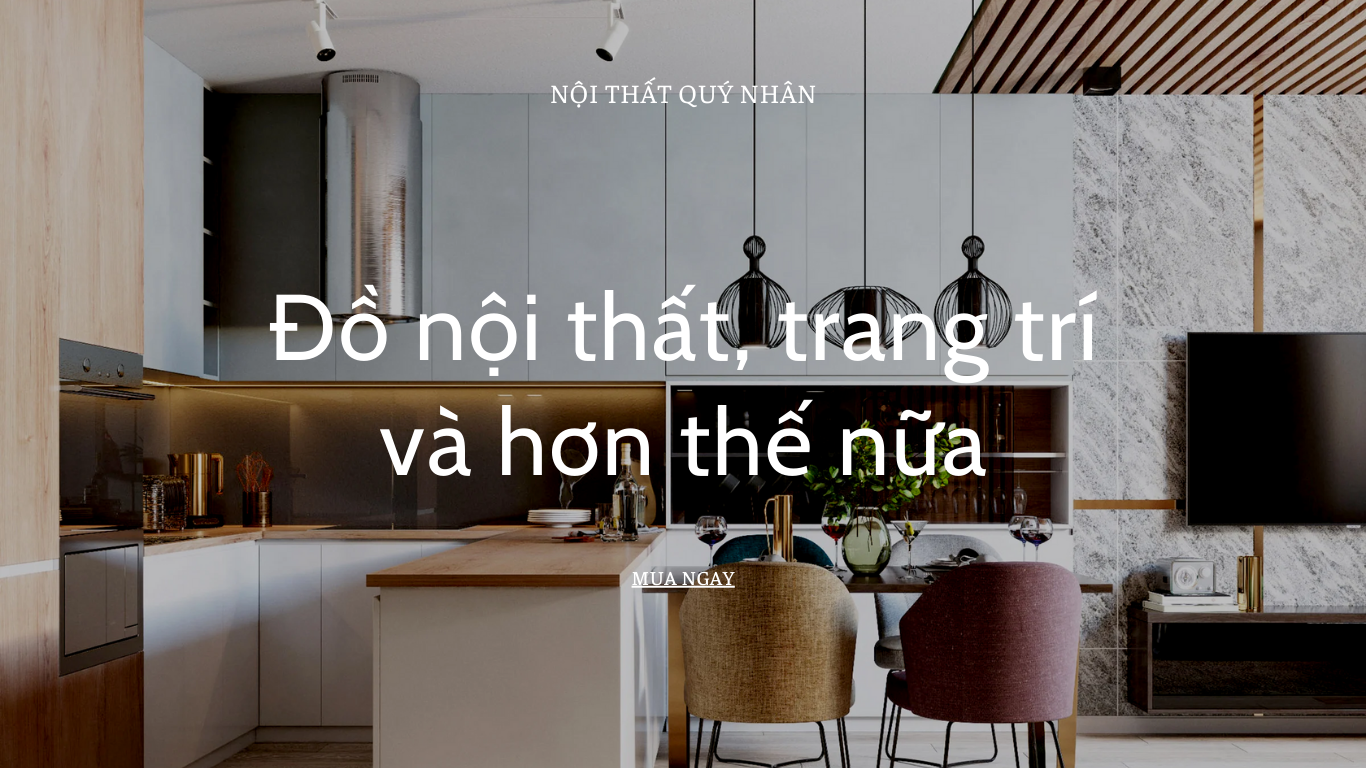 NỘI THẤT QUÝ NHÂN
Đồ nội thất, trang trí
và hơn thế nữa
MUA NGAY